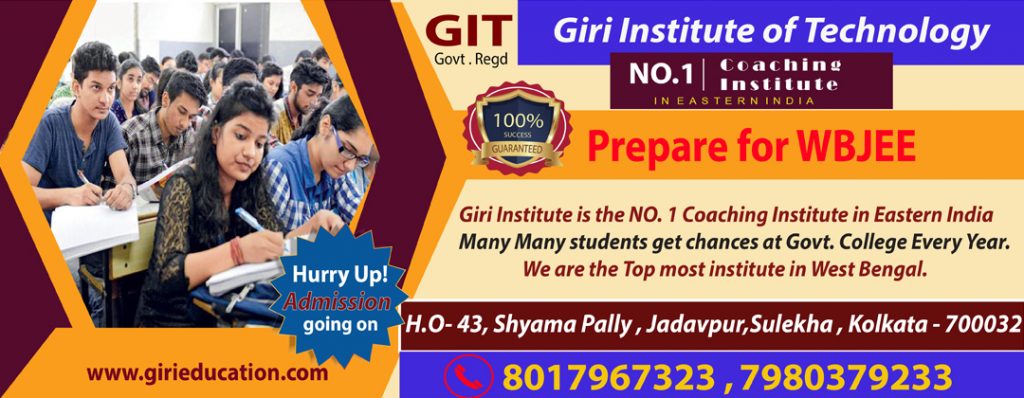 GIT
Govt . Regd
Giri Institute of Technology
NO.1
Coaching
Institute
IN EASTERN INDIA
100%
SUCCESS
GUARANTEED
Prepare for WBJEE
Giri Institute is the NO. 1 Coaching Institute in Eastern India
Many Many students get chances at Govt. College Every Year.
We are the Top most institute in West Bengal.
Hurry Up!
Admission
going on
H.O- 43, Shyama Pally , Jadavpur,Sulekha , Kolkata - 700032
www.girieducation.com
8017967323 , 7980379233